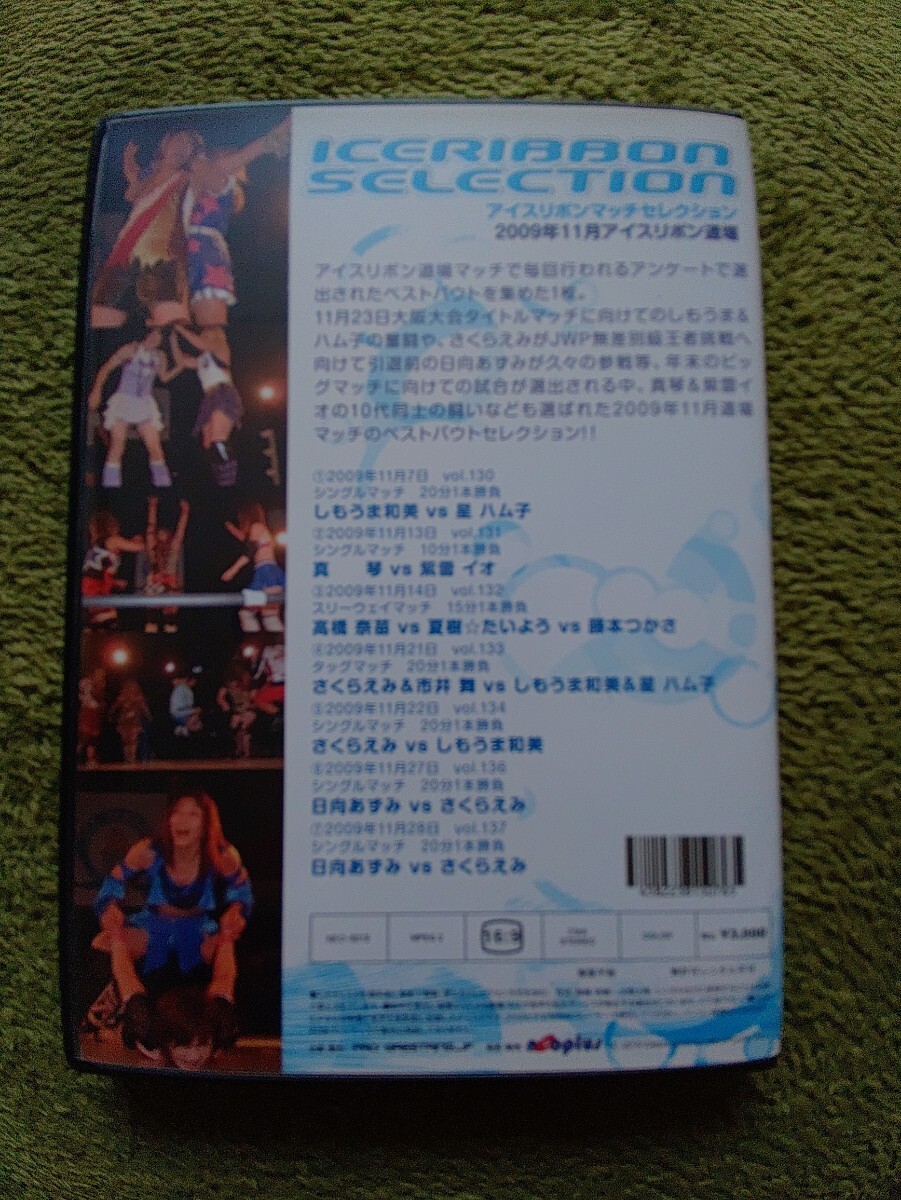 ICERIBBON
SELECTION
アイスリボンマッチセレクション
2009年11月アイスリボン道場
アイスリボン道場マッチで毎回行われるアンケートで選
出されたベストバウトを集めた1枚。
11月23日大阪大会タイトルマッチに向けてのしもうま&
ハム子の奮闘や、さくらえみがJWP無差別級王者挑戦へ
向けて引退前の日向あずみが久々の参戦等、年末のビッ
グマッチに向けての試合が選出される中、真琴&紫雷イ
オの10代同士の闘いなども選ばれた2009年11月道場
マッチのベストバウトセレクション!!
①2009年11月7日 vol.130
シングルマッチ 20分1本勝負
しもうま和美 vs 星 ハム子
②2009年11月13日 vol.131
シングルマッチ 10分1本勝負
真 琴 vs 紫雷 イオ
③2009年11月14日 vol.132
スリーウェイマッチ 15分1本勝負
高橋 奈苗 vs 夏樹☆たいよう vs 藤本つかさ
④2009年11月21日 vol.133
タッグマッチ 20分1本勝負
さくらえみ&市井 舞 vs しもうま和美&星 ハム子
⑤2009年11月22日 vol.134
シングルマッチ 20分1本勝負
さくらえみ vs しもうま和美
⑥2009年11月27日 vol.136
シングルマッチ 20分1本勝負
日向あずみ vs さくらえみ
⑦2009年11月28日 vol.137
シングルマッチ 20分1本勝負
日向あずみ vs さくらえみ
MPEG 2 16:9 STEREO COLOR ¥3,000
neoplus